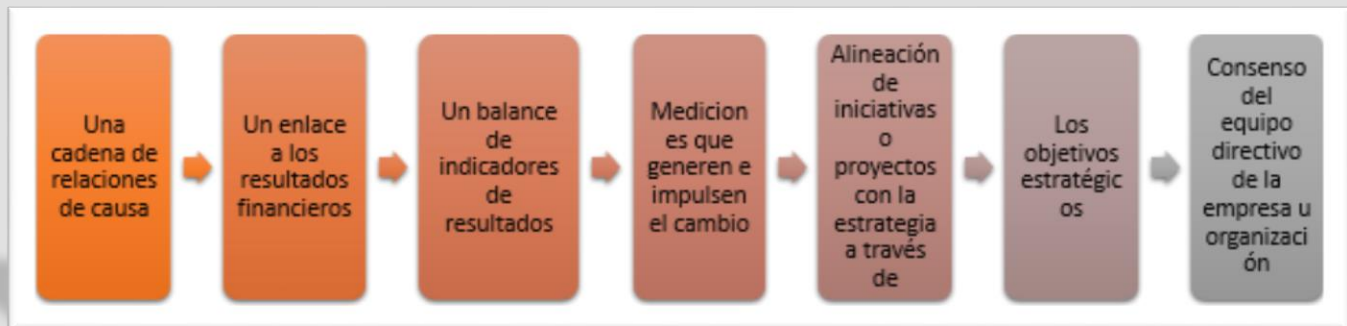 Una
cadena de
relaciones
de causa
Un enlace
a los
resultados
financieros
Un balance
de
indicadores
de
resultados
Medicion
es que
generen e
impulsen
el cambio
Alineación
de
iniciativas
o
proyectos
con la
estrategia
a través
de
Los
objetivos
estratégic
os
Consenso
del
equipo
directivo
de la
empresa u
organizaci
ón